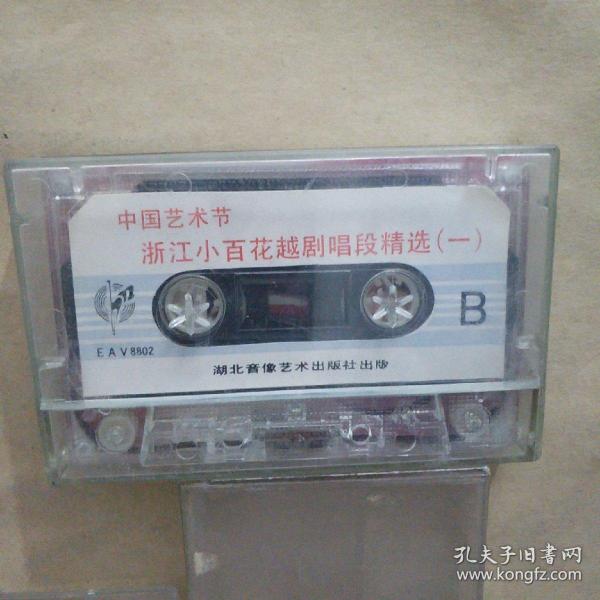 中国艺术节
浙江小百花越剧唱段精选(一)
B
EAV8802
湖北音像艺术出版社出版
孔夫子旧书网
www.kongfz.com